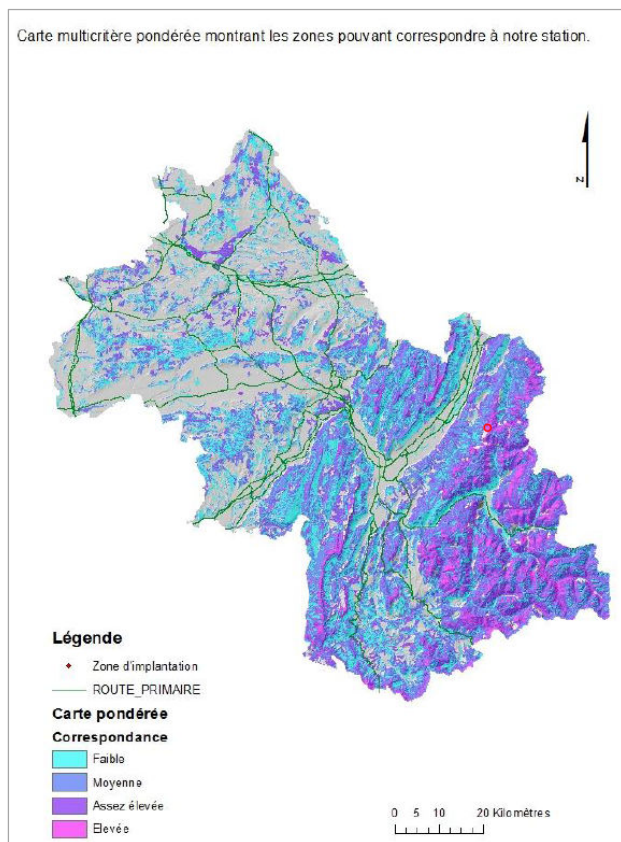 Carte multicritère pondérée montrant les zones pouvant correspondre à notre station.
N
Légende
Zone d'implantation
ROUTE_PRIMAIRE
Carte pondérée
Correspondance
Faible
Moyenne
Assez élevée
Elevée
0 5 10 20 Kilomètres